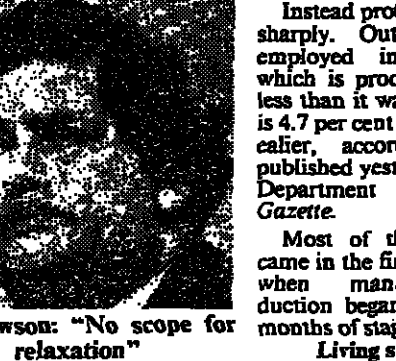 wson: "No scope for
relaxation"
Instead prot
sharply. Out
employed in
which is proc
less than it wa
is 4.7 per cent
ealier, accor
published yest
Department
Gazette.
Most of th
came in the fir
when man
duction began
months of stag
Living s